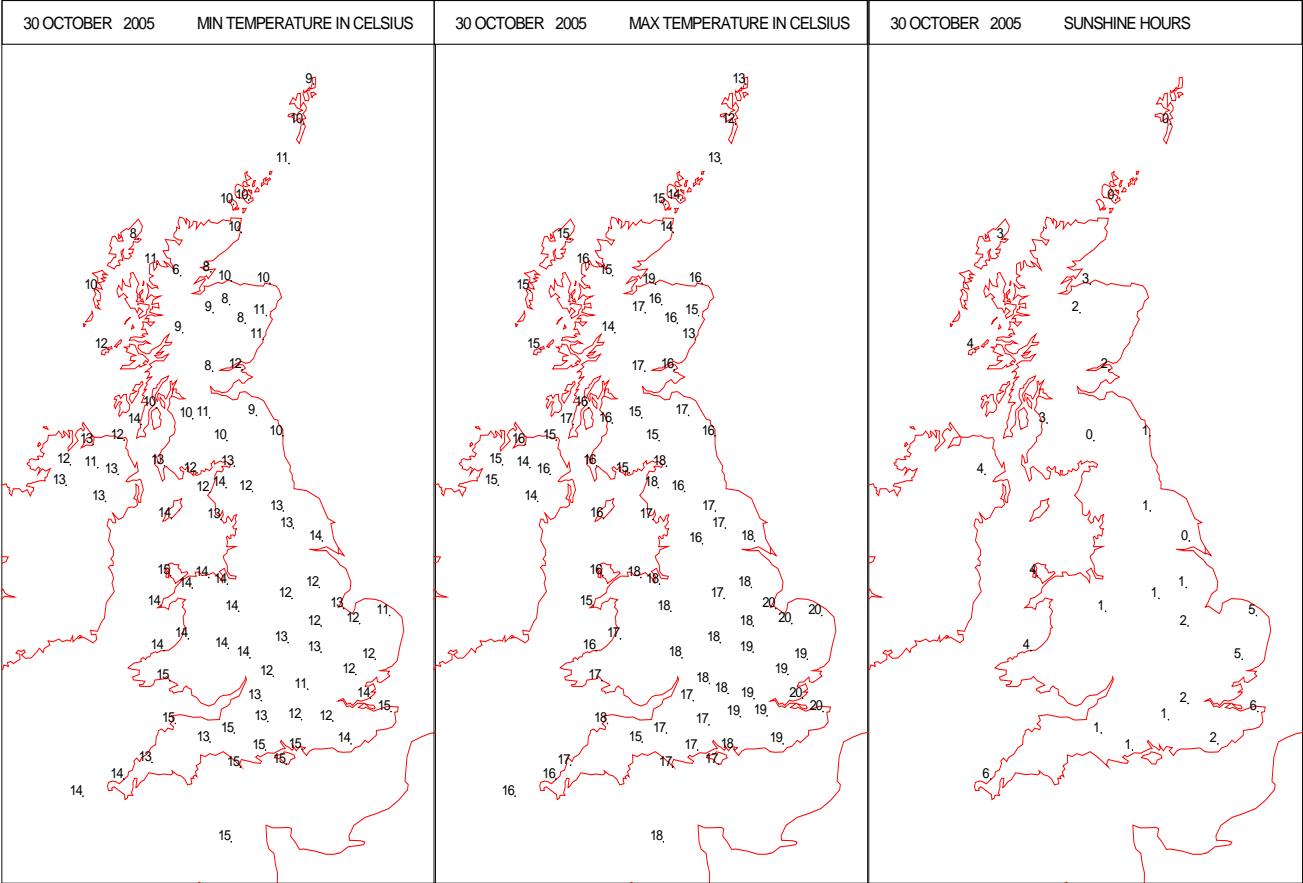 30 OCTOBER 2005 MIN TEMPERATURE IN CELSIUS
9
10
11
10 10
10
8
11
6 8
10 10
10
8
9 11
8
9 11
12
8 12
10
10 11 9
14
13 12 10 10
12 11 13 13
13 12 13
12 14 12
13
14 13 13
13
14
15 14
14 14 12
12
14 14 13 11
12 12
14 13
14 14 14 13
12
15 12 12
11
13 14
15 13 12 12 15
15
13 15 15 14
13 15 15
14
14
15
30 OCTOBER 2005 MAX TEMPERATURE IN CELSIUS
13
12
13
15 14
14
15
16
15
15 19 16
16
17 15
14 16
13
15
17 16
16
17 16 15 17
16 15 15 16
15 14 16 16 15 18
15 14 18 16
16 17 17
17
16 18
16 18
18 18
15 18 17 20 20
18 20
16 17 18
18 19 19
17 18 19
17 18 19 20
18 17 17 19 19 20
15 17 18 19
17 17 17
16
16
18
30 OCTOBER 2005 SUNSHINE HOURS
0
0
3
3
2
4
2
3
0 1
4
1
0
4
1 1
1 5
2
4 5
2 6
1
1 1 2
6